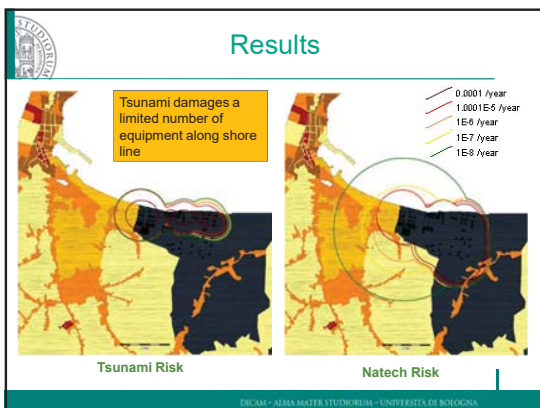 STUDIORUM
Results
Tsunami damages a
limited number of
equipment along shore
line
0.0001 /year
1.0001E-5 /year
1E-6 /year
1E-7 /year
1E-8 /year
Tsunami Risk
Natech Risk
DICAM - ALMA MATER STUDIORUM - UNIVERSITÀ DI BOLOGNA